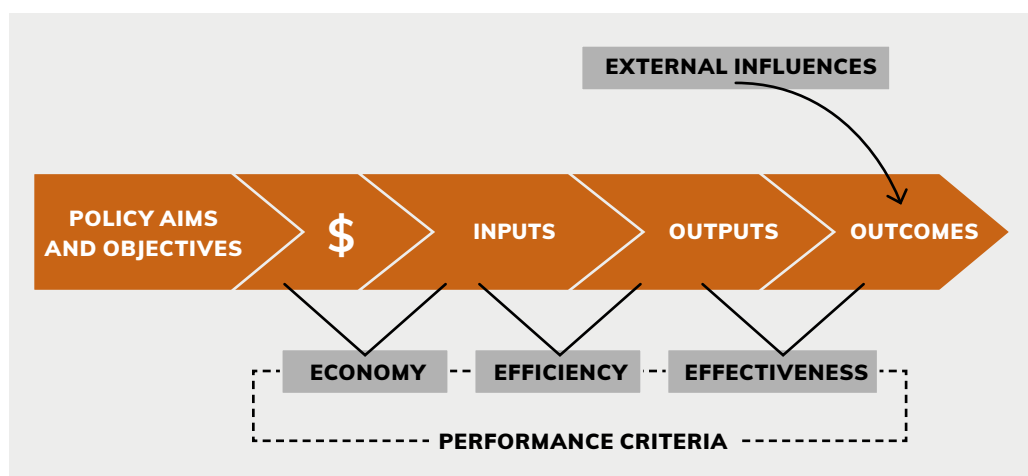 EXTERNAL INFLUENCES
POLICY AIMS
AND OBJECTIVES
$
INPUTS
OUTPUTS
OUTCOMES
ECONOMY
EFFICIENCY
EFFECTIVENESS
PERFORMANCE CRITERIA